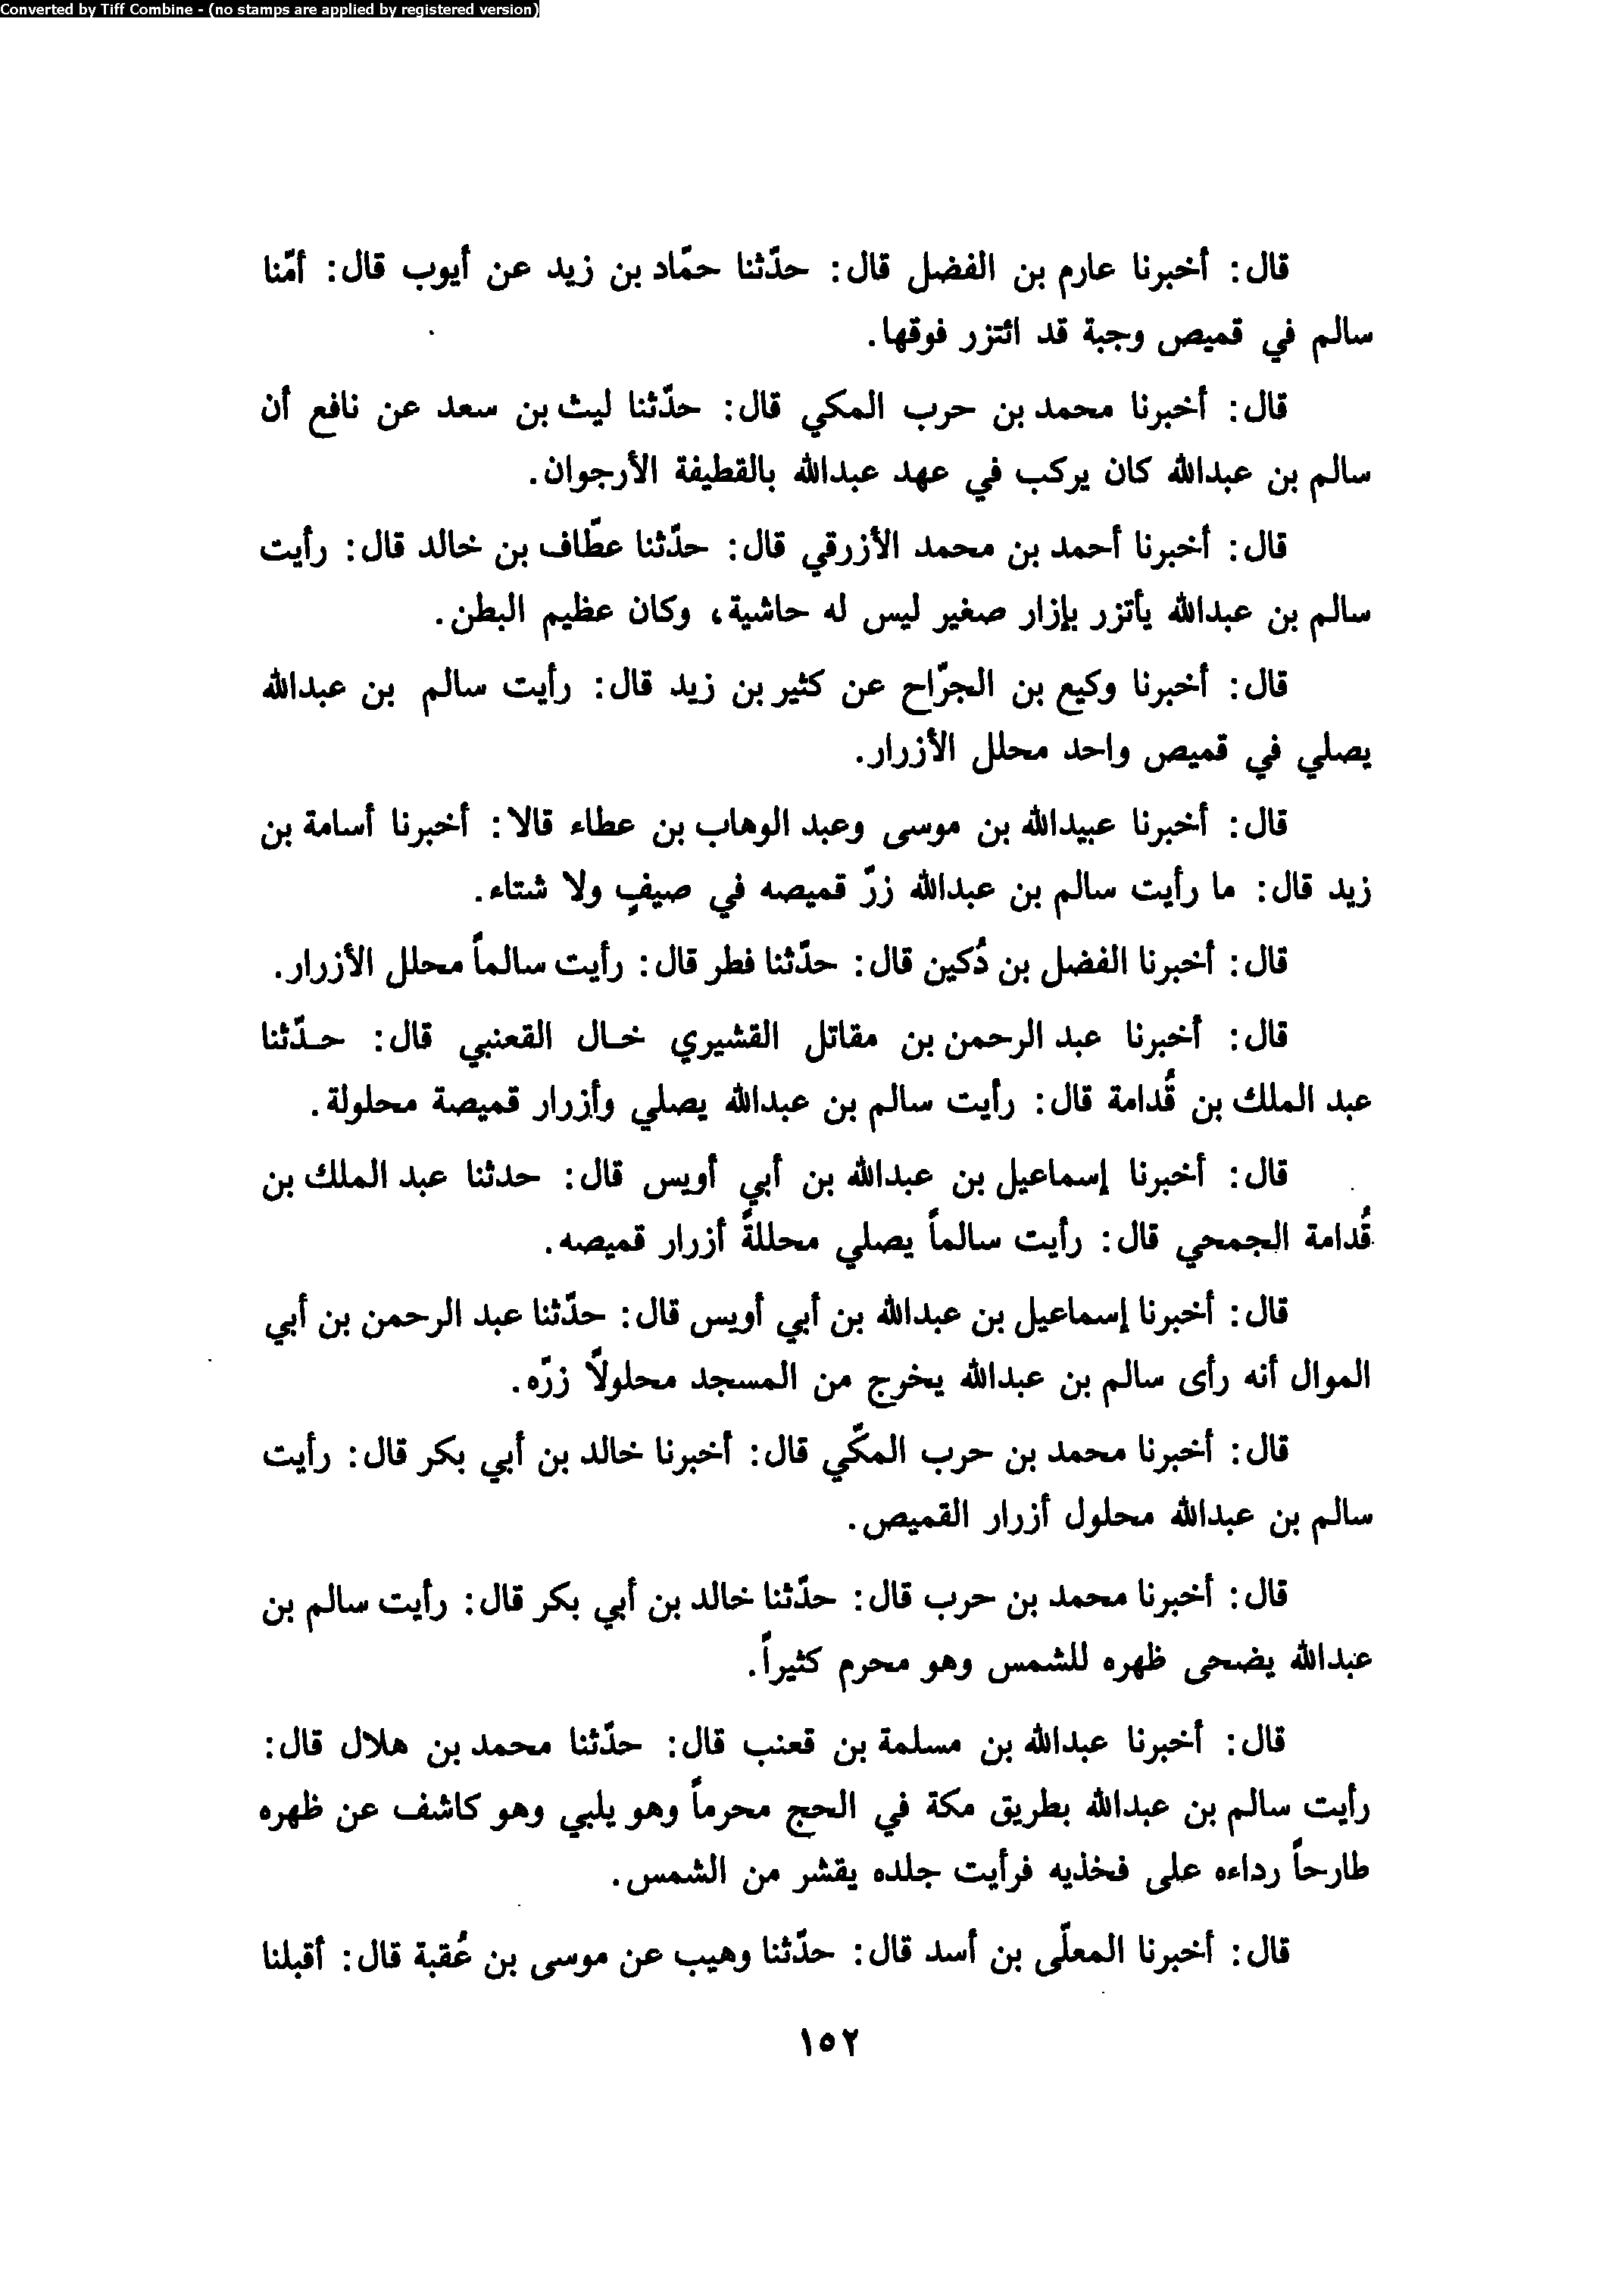 Converted by Tiff Combine - (no stamps are applied by registered version)
قال: أخبرنا عارم بن الفضل قال: حدّثنا حمّاد بن زيد عن أيوب قال: أمّنا
سالم في قميص وجبة قد ائتزر فوقها.
قال: أخبرنا محمد بن حرب المكي قال: حدّثنا ليث بن سعد عن نافع أن
سالم بن عبدالله كان يركب في عهد عبدالله بالقطيفة الأرجوان.
قال: أخبرنا أحمد بن محمد الأزرقي قال: حدّثنا عطّاف بن خالد قال: رأيت
سالم بن عبدالله يأتزر بإزار صغير ليس له حاشية، وكان عظيم البطن.
قال: أخبرنا وكيع بن الجرّاح عن كثير بن زيد قال: رأيت سالم بن عبدالله
يصلي في قميص واحد محلل الأزرار.
قال: أخبرنا عبيدالله بن موسى وعبد الوهاب بن عطاء قالا: أخبرنا أسامة بن
زيد قال: ما رأيت سالم بن عبدالله زرّ قميصه في صيفٍ ولا شتاء.
قال: أخبرنا الفضل بن دُكين قال: حدّثنا فطر قال: رأيت سالماً محلل الأزرار.
قال: أخبرنا عبد الرحمن بن مقاتل القشيري خـال القعنبي قال: حـدّثنا
عبد الملك بن قُدامة قال: رأيت سالم بن عبدالله يصلي وأزرار قميصة محلولة.
قال: أخبرنا إسماعيل بن عبدالله بن أبي أويس قال: حدثنا عبد الملك بن
قُدامة الجمحي قال: رأيت سالماً يصلي محللةً أزرار قميصه.
قال: أخبرنا إسماعيل بن عبدالله بن أبي أويس قال: حدّثنا عبد الرحمن بن أبي
الموال أنه رأى سالم بن عبدالله يخرج من المسجد محلولاً زرّه.
قال: أخبرنا محمد بن حرب المكّي قال: أخبرنا خالد بن أبي بكر قال: رأيت
سالم بن عبدالله محلول أزرار القميص.
قال: أخبرنا محمد بن حرب قال: حدّثنا خالد بن أبي بكر قال: رأيت سالم بن
عبدالله يضحى ظهره للشمس وهو محرم كثيراً.
قال: أخبرنا عبدالله بن مسلمة بن قعنب قال: حدّثنا محمد بن هلال قال:
رأيت سالم بن عبدالله بطريق مكة في الحج محرماً وهو يلبي وهو كاشف عن ظهره
طارحاً رداءه على فخذيه فرأيت جلده يقشر من الشمس.
قال: أخبرنا المعلّى بن أسد قال: حدّثنا وهيب عن موسى بن عُقبة قال: أقبلنا
١٥٢